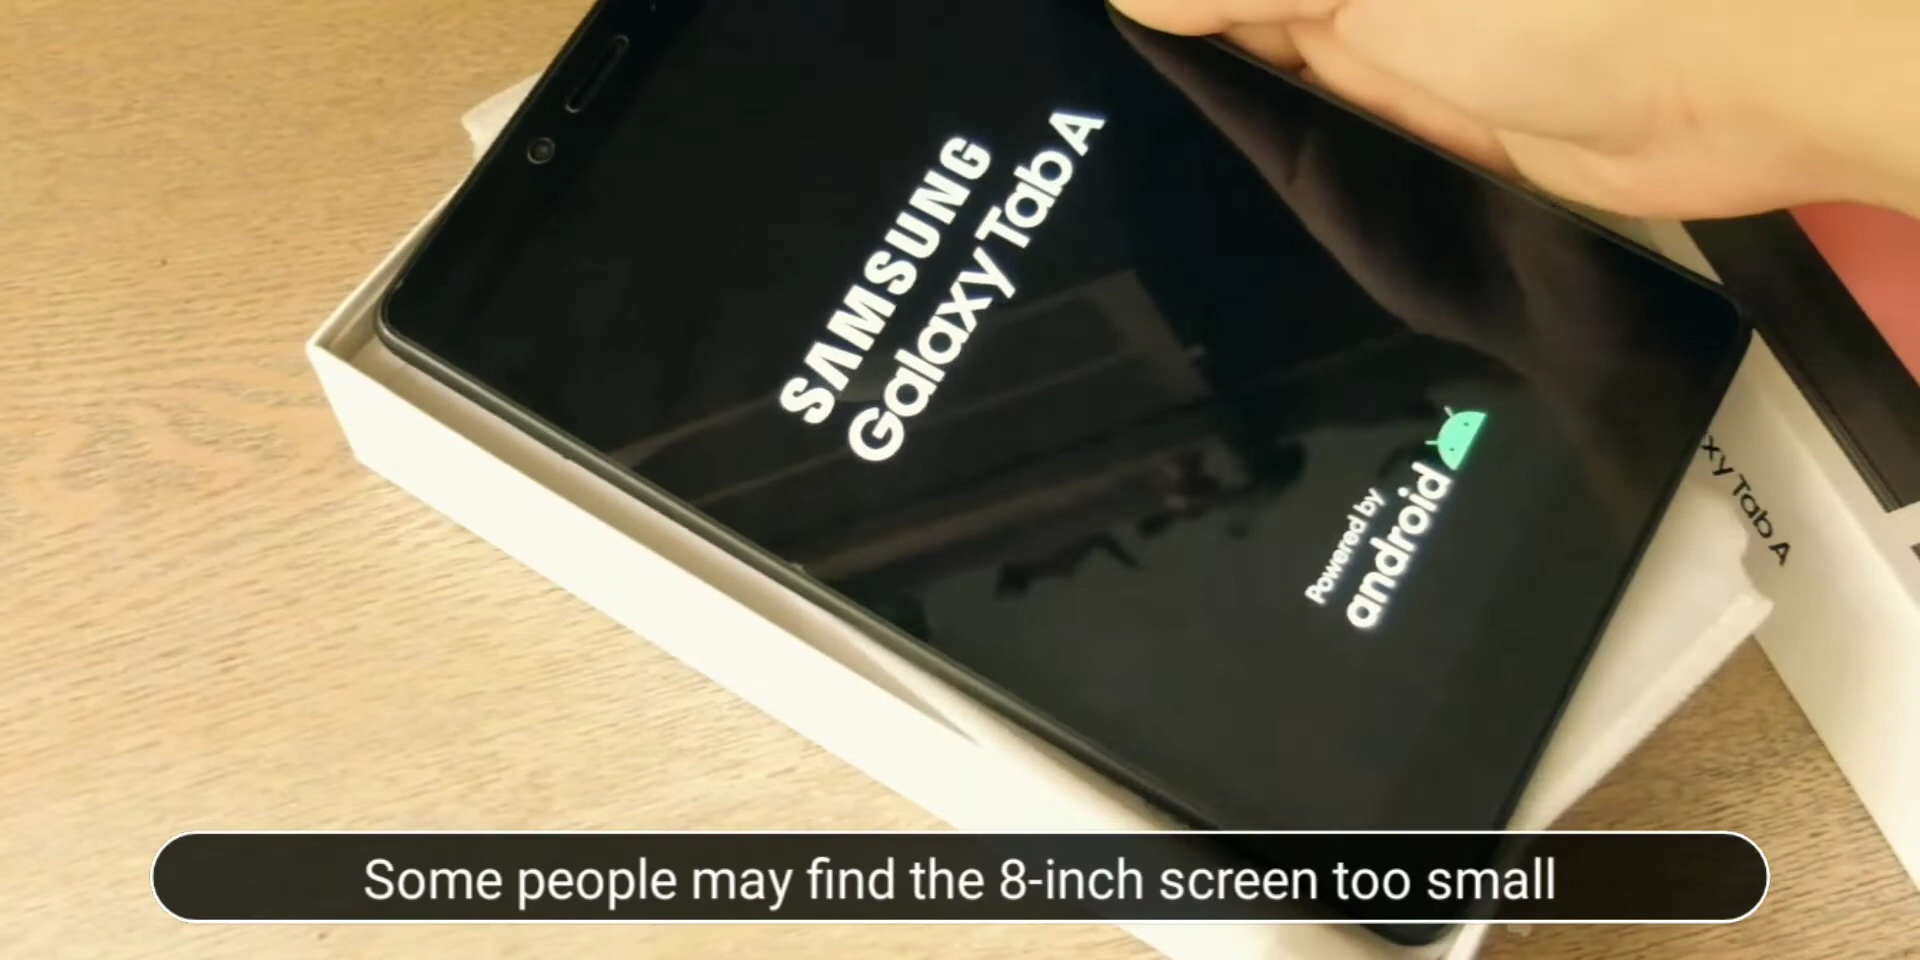 SAMSUNG
Galaxy Tab A
Powered by
android
xy Tab A
Some people may find the 8-inch screen too small